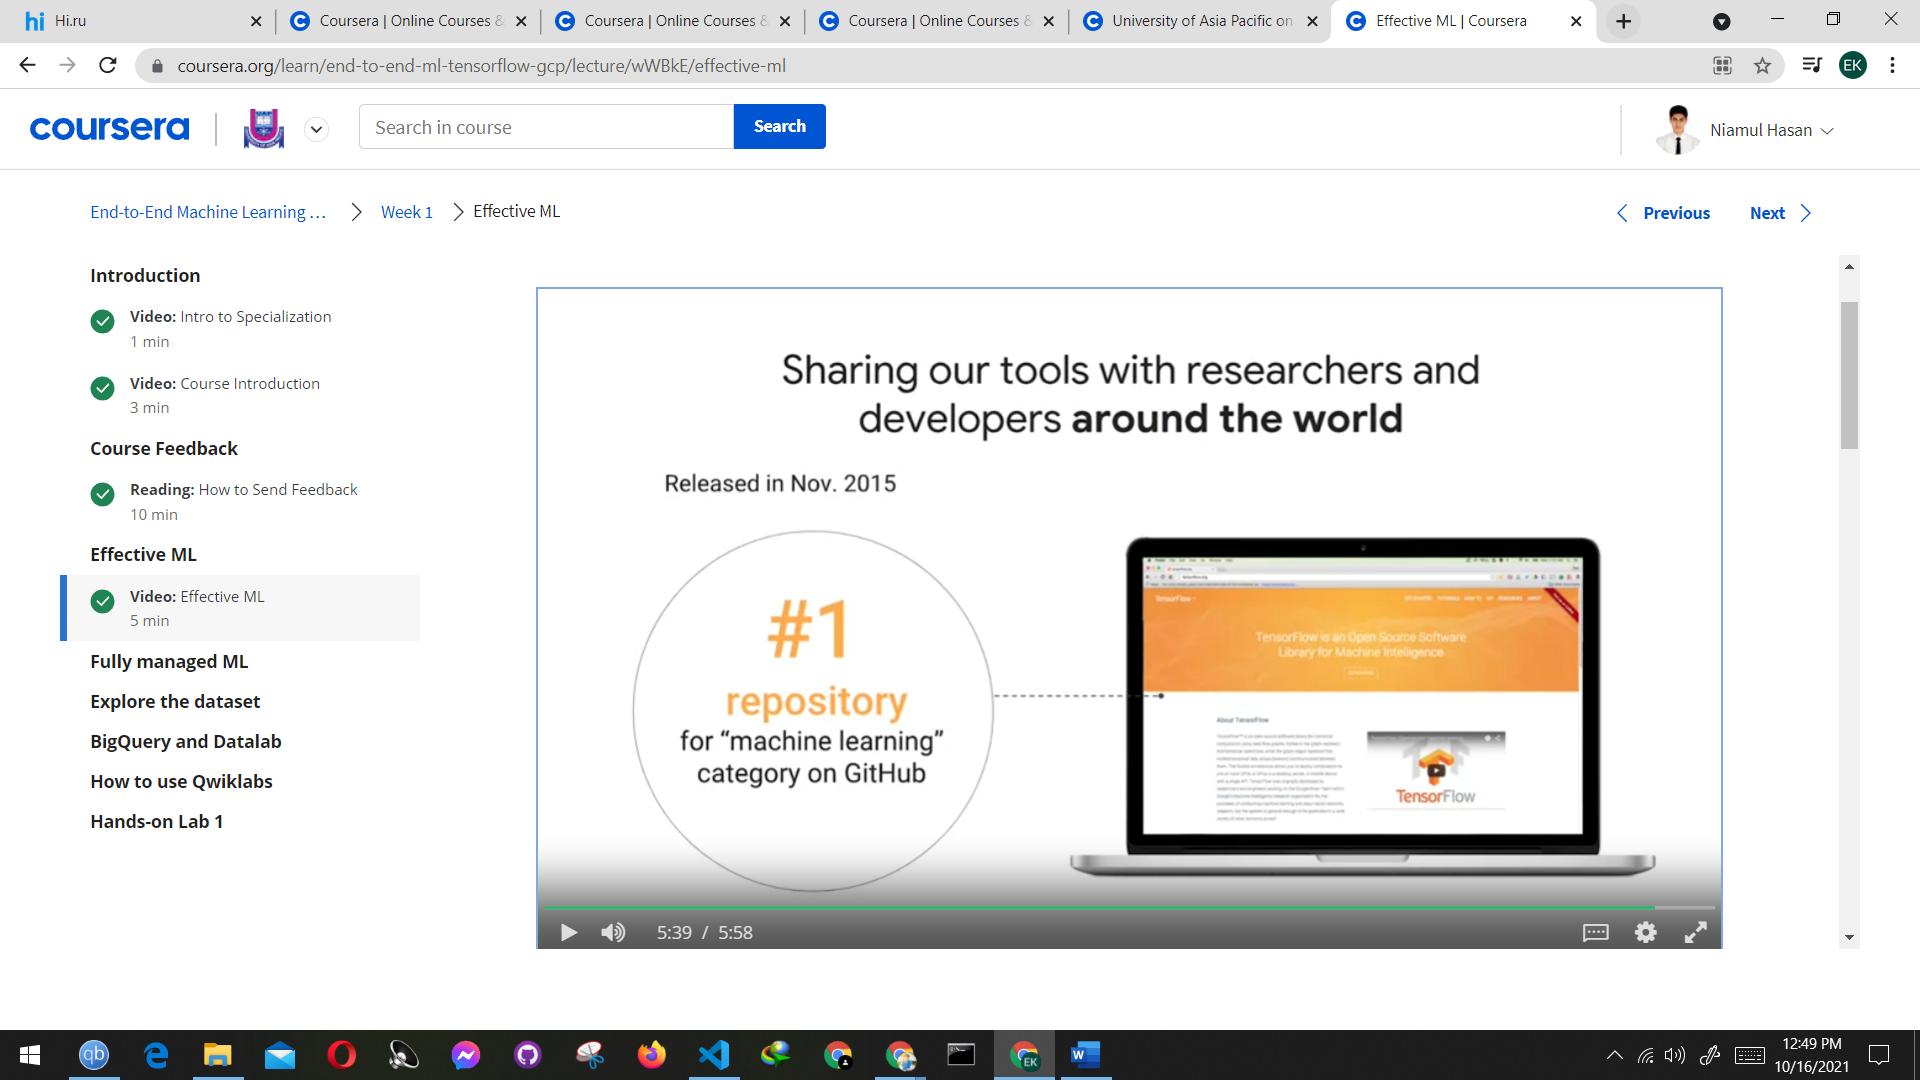 Hi.ru
Coursera | Online Courses &
Coursera | Online Courses &
Coursera | Online Courses &
University of Asia Pacific on
Effective ML | Coursera
coursera.org/learn/end-to-end-ml-tensorflow-gcp/lecture/wWBkE/effective-ml
EK
coursera
Search in course
Search
Niamul Hasan
End-to-End Machine Learning ...
Week 1
Effective ML
Previous
Next
Introduction
Video: Intro to Specialization
1 min
Video: Course Introduction
3 min
Course Feedback
Reading: How to Send Feedback
10 min
Effective ML
Video: Effective ML
5 min
Fully managed ML
Explore the dataset
BigQuery and Datalab
How to use Qwiklabs
Hands-on Lab 1
Sharing our tools with researchers and
developers around the world
Released in Nov. 2015
#1
repository
for “machine learning”
category on GitHub
TensorFlow
TensorFlow is an Open Source Software
Library for Machine Intelligence
About TensorFlow
TensorFlow
5:39 / 5:58
12:49 PM
10/16/2021